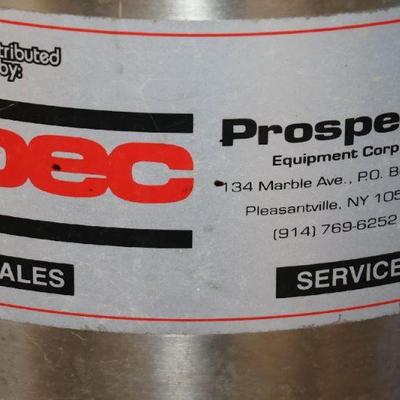 tributed
by:
pec
Prospe
Equipment Corp
134 Marble Ave., P.O. B
Pleasantville, NY 105
(914) 769-6252
ALES
SERVICE